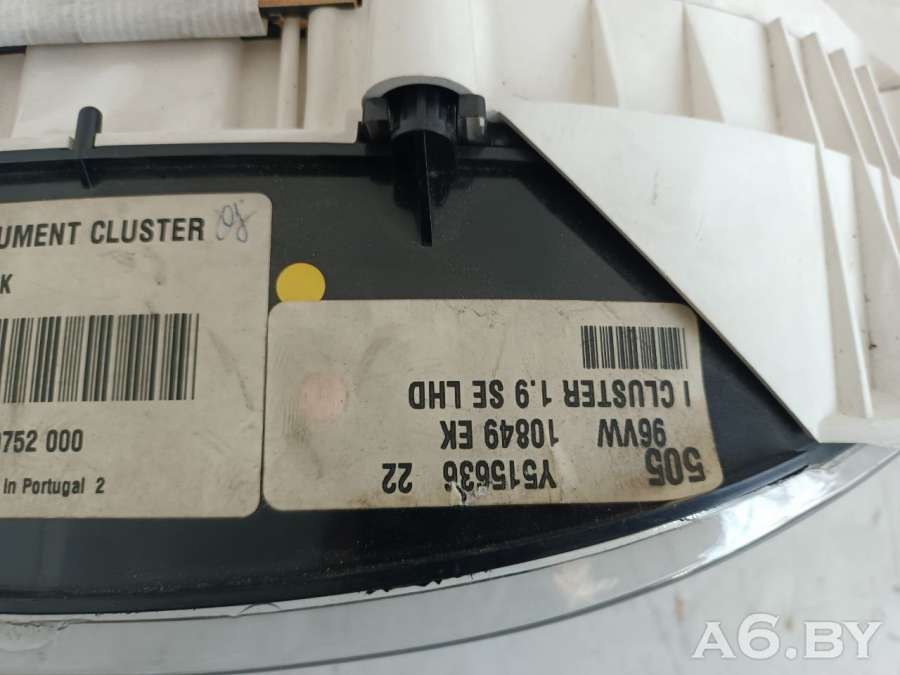 UMENT CLUSTER
K
752 000
in Portugal 2
505 Y515636 22
96VW 10849 EK
I CLUSTER 1.9 SE LHD
A6.BY